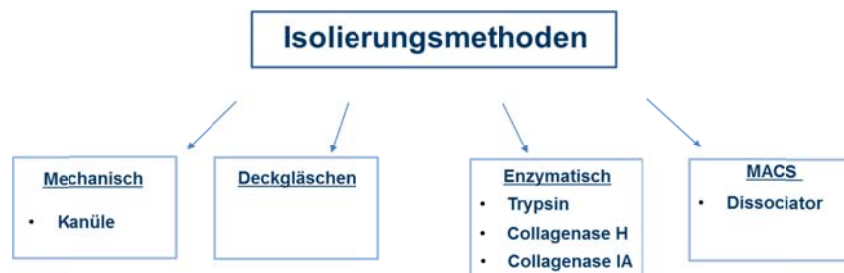 Isolierungsmethoden
Mechanisch
• Kanüle
Deckgläschen
Enzymatisch
• Trypsin
• Collagenase H
• Collagenase IA
MACS
• Dissociator